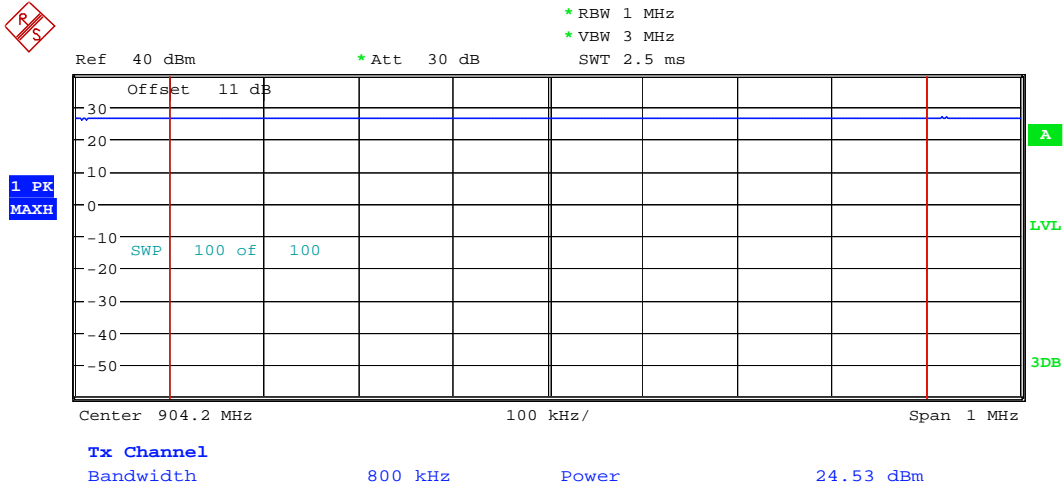 R
S
* RBW 1 MHz
* VBW 3 MHz
Ref 40 dBm * Att 30 dB SWT 2.5 ms
Offset 11 dB
30
20
A
10
1 PK
MAXH
0
LVL
-10
SWP 100 of 100
-20
-30
-40
-50
3DB
Center 904.2 MHz 100 kHz/ Span 1 MHz
Tx Channel
Bandwidth 800 kHz Power 24.53 dBm